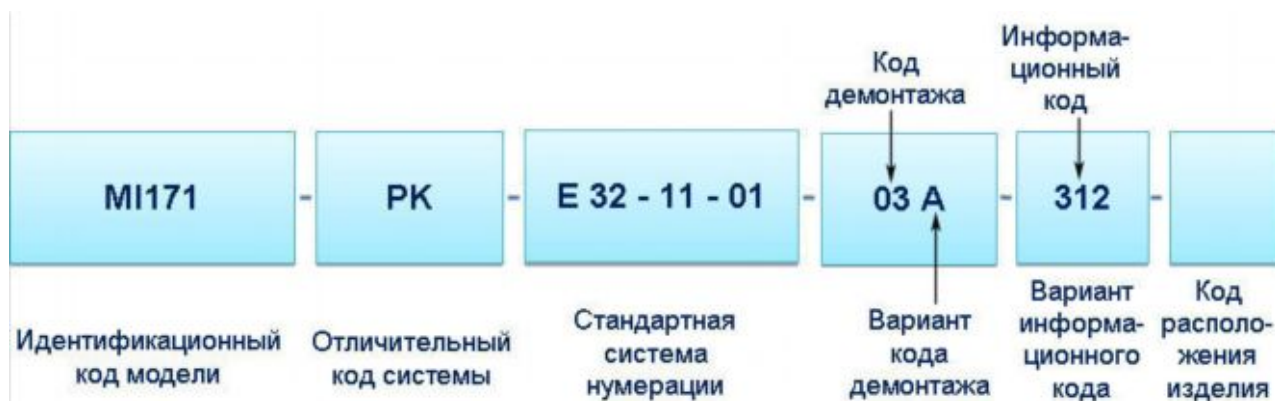 Код
демонтажа
Информа-
ционный
код
MI171 - PK - E 32 - 11 - 01 - 03 A - 312 -
Идентификационный
код модели
Отличительный
код системы
Стандартная
система
нумерации
Вариант
кода
демонтажа
Вариант
информа-
ционного
кода
Код
располо-
жения
изделия